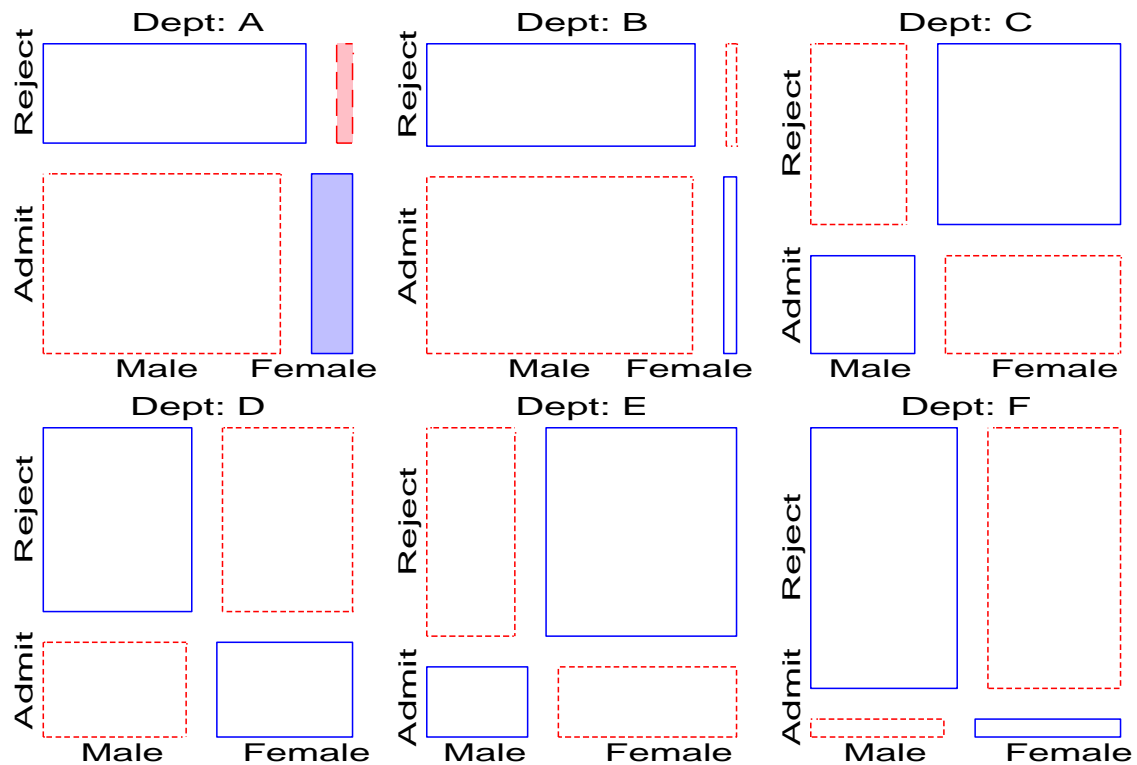 Dept: A
Reject
Admit
Male Female
Dept: B
Reject
Admit
Male Female
Dept: C
Reject
Admit
Male Female
Dept: D
Reject
Admit
Male Female
Dept: E
Reject
Admit
Male Female
Dept: F
Reject
Admit
Male Female